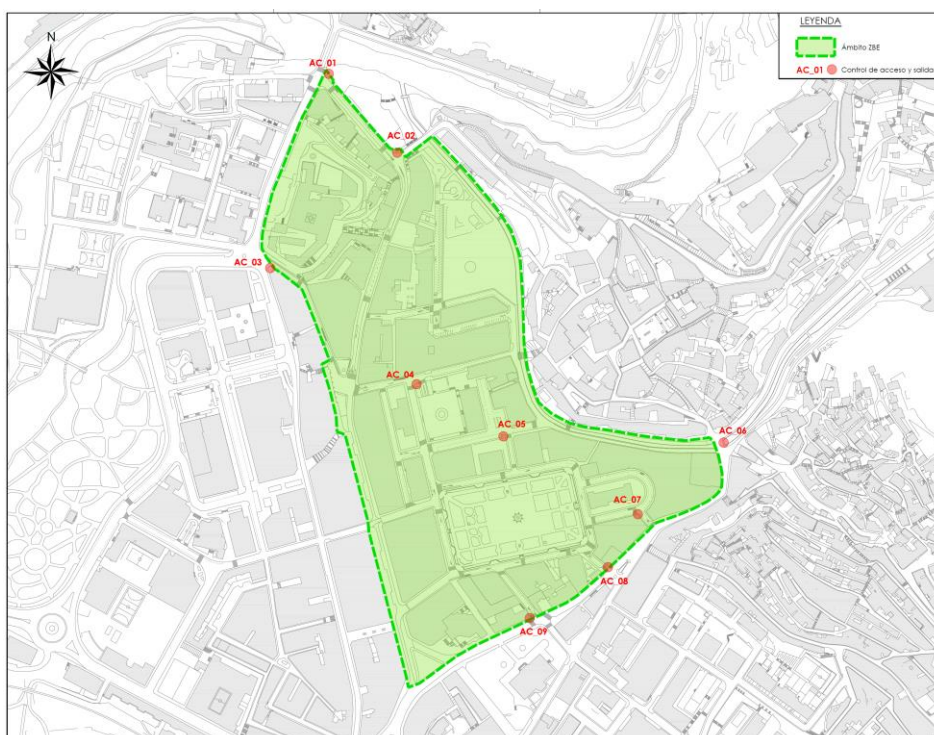 LEYENDA
Ámbito ZBE
AC_01 Control de acceso y salida
N
AC_01
AC_02
AC_03
AC_04
AC_05
AC_06
AC_07
AC_08
AC_09